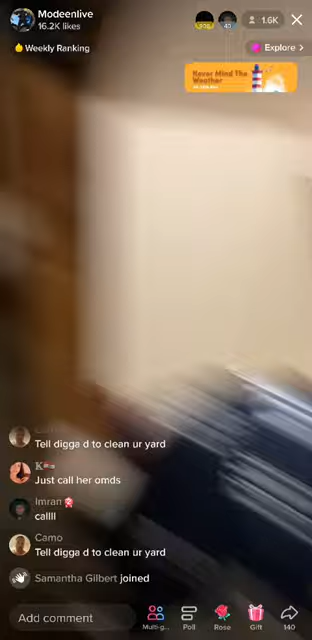 Modeenlive
16.2K likes
1.6K
Weekly Ranking
Explore >
Never Mind The
Weather
Tell digga d to clean ur yard
K
Just call her omds
Imran
callll
Camo
Tell digga d to clean ur yard
Samantha Gilbert joined
Add comment
Multi-g...
Poll
Rose
Gift
140